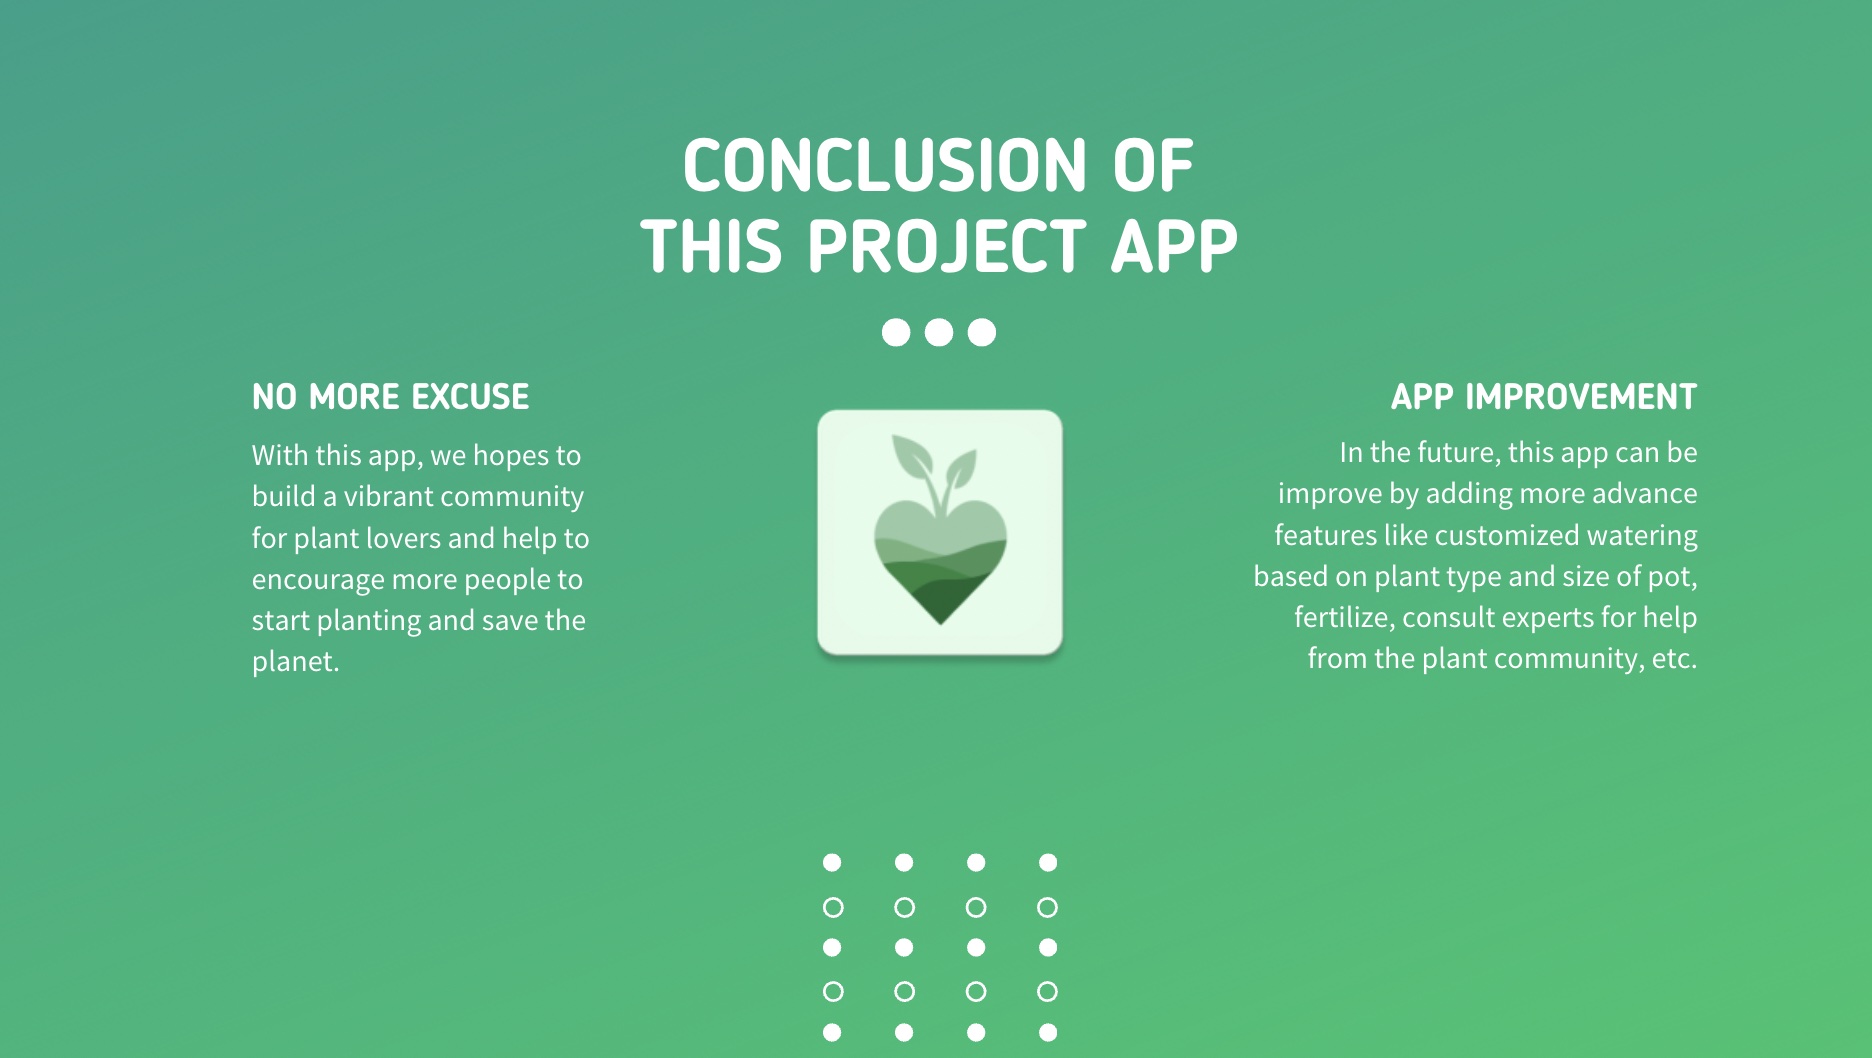 CONCLUSION OF
THIS PROJECT APP
NO MORE EXCUSE
With this app, we hopes to
build a vibrant community
for plant lovers and help to
encourage more people to
start planting and save the
planet.
APP IMPROVEMENT
In the future, this app can be
improve by adding more advance
features like customized watering
based on plant type and size of pot,
fertilize, consult experts for help
from the plant community, etc.